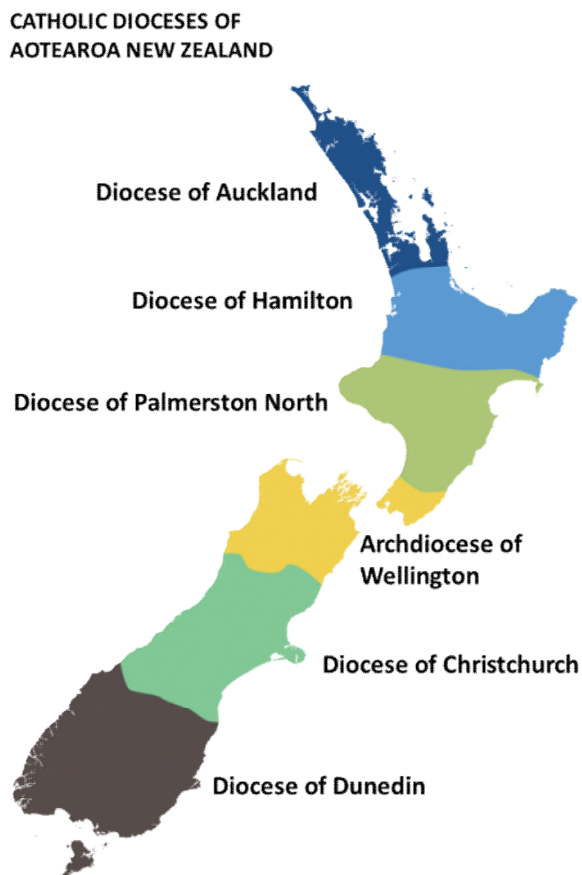 CATHOLIC DIOCESES OF
AOTEAROA NEW ZEALAND
Diocese of Auckland
Diocese of Hamilton
Diocese of Palmerston North
Archdiocese of
Wellington
Diocese of Christchurch
Diocese of Dunedin